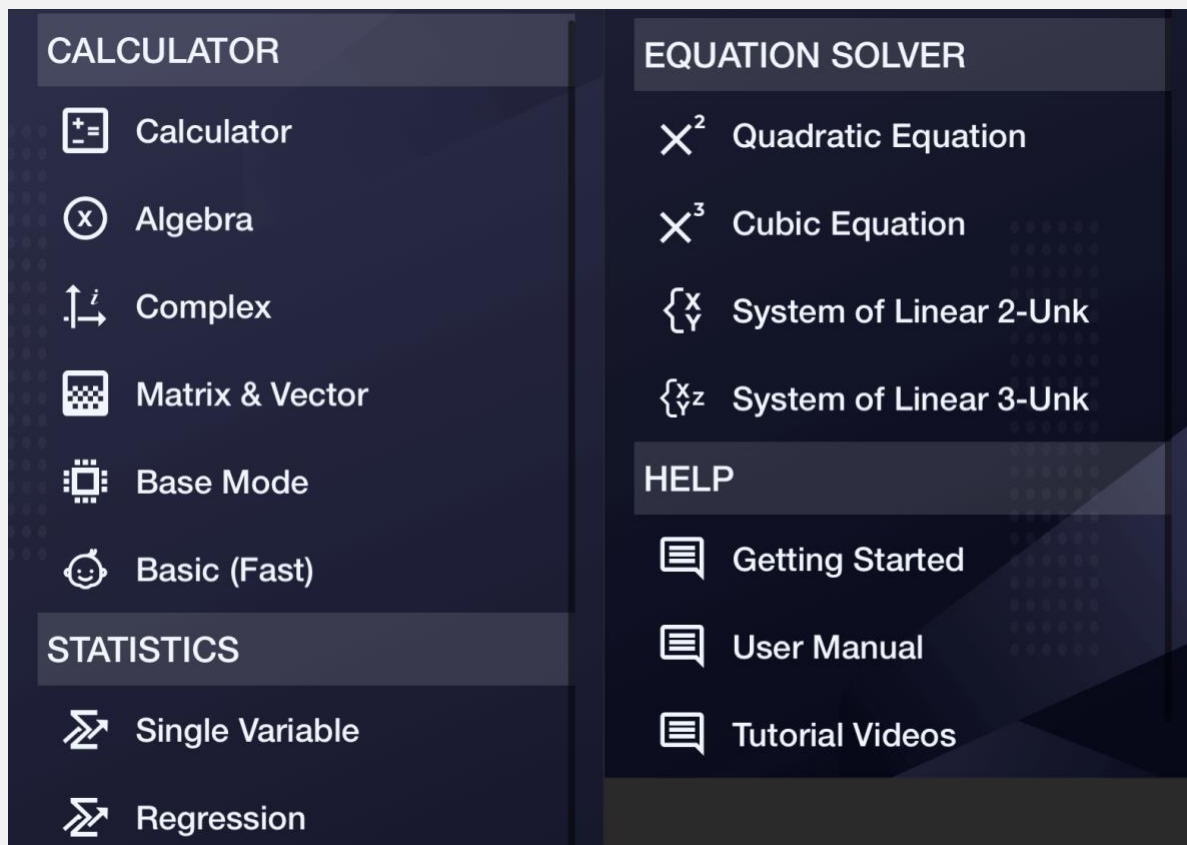 CALCULATOR
Calculator
Algebra
Complex
Matrix & Vector
Base Mode
Basic (Fast)
STATISTICS
Single Variable
Regression
EQUATION SOLVER
Quadratic Equation
Cubic Equation
System of Linear 2-Unk
System of Linear 3-Unk
HELP
Getting Started
User Manual
Tutorial Videos